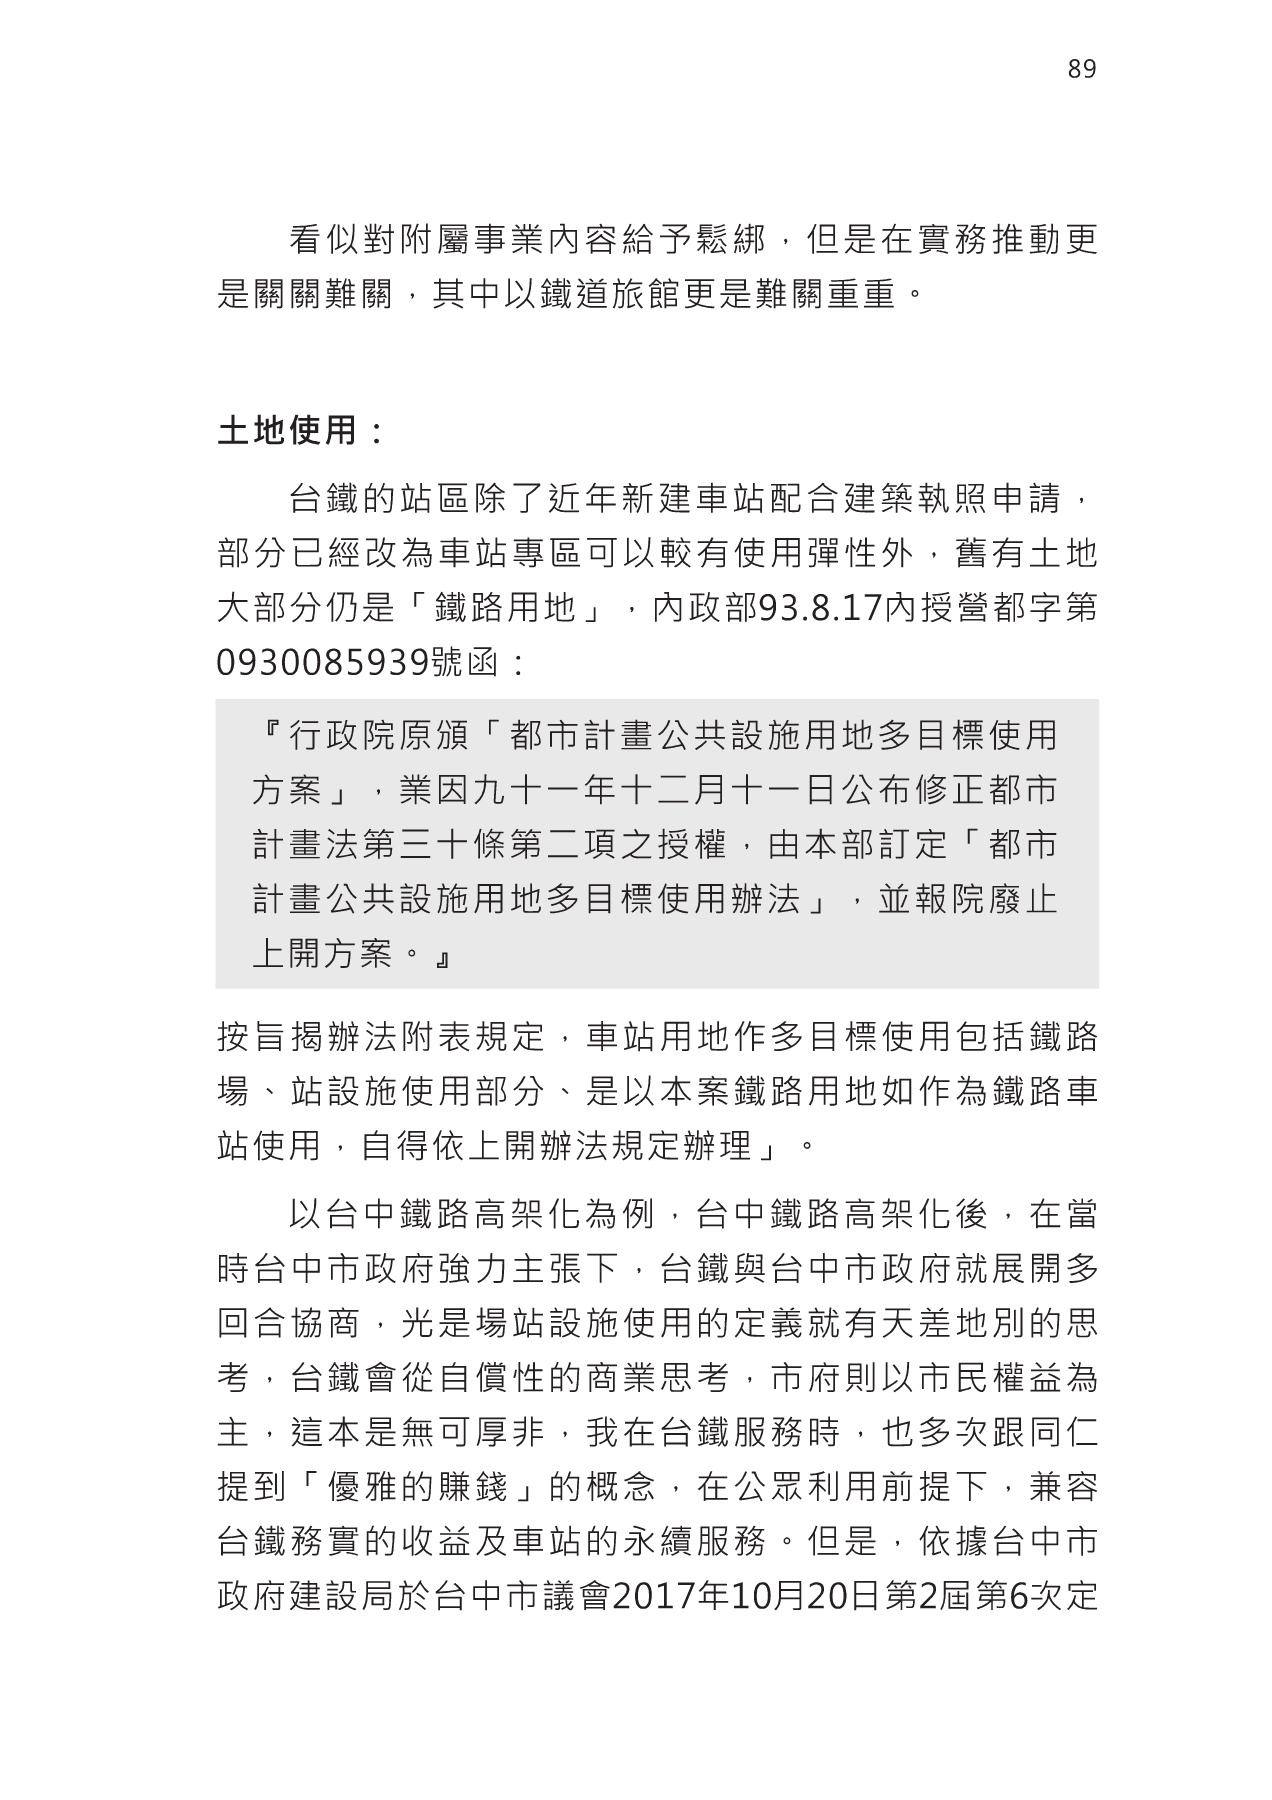 89
看似對附屬事業內容給予鬆綁，但是在實務推動更
是關關難關，其中以鐵道旅館更是難關重重。
土地使用：
台鐵的站區除了近年新建車站配合建築執照申請，
部分已經改為車站專區可以較有使用彈性外，舊有土地
大部分仍是「鐵路用地」，內政部93.8.17內授營都字第
0930085939號函：
『行政院原頒「都市計畫公共設施用地多目標使用
方案」，業因九十一年十二月十一日公布修正都市
計畫法第三十條第二項之授權，由本部訂定「都市
計畫公共設施用地多目標使用辦法」，並報院廢止
上開方案。』
按旨揭辦法附表規定，車站用地作多目標使用包括鐵路
場、站設施使用部分、是以本案鐵路用地如作為鐵路車
站使用，自得依上開辦法規定辦理」。
以台中鐵路高架化為例，台中鐵路高架化後，在當
時台中市政府強力主張下，台鐵與台中市政府就展開多
回合協商，光是場站設施使用的定義就有天差地別的思
考，台鐵會從自償性的商業思考，市府則以市民權益為
主，這本是無可厚非，我在台鐵服務時，也多次跟同仁
提到「優雅的賺錢」的概念，在公眾利用前提下，兼容
台鐵務實的收益及車站的永續服務。但是，依據台中市
政府建設局於台中市議會2017年10月20日第2屆第6次定